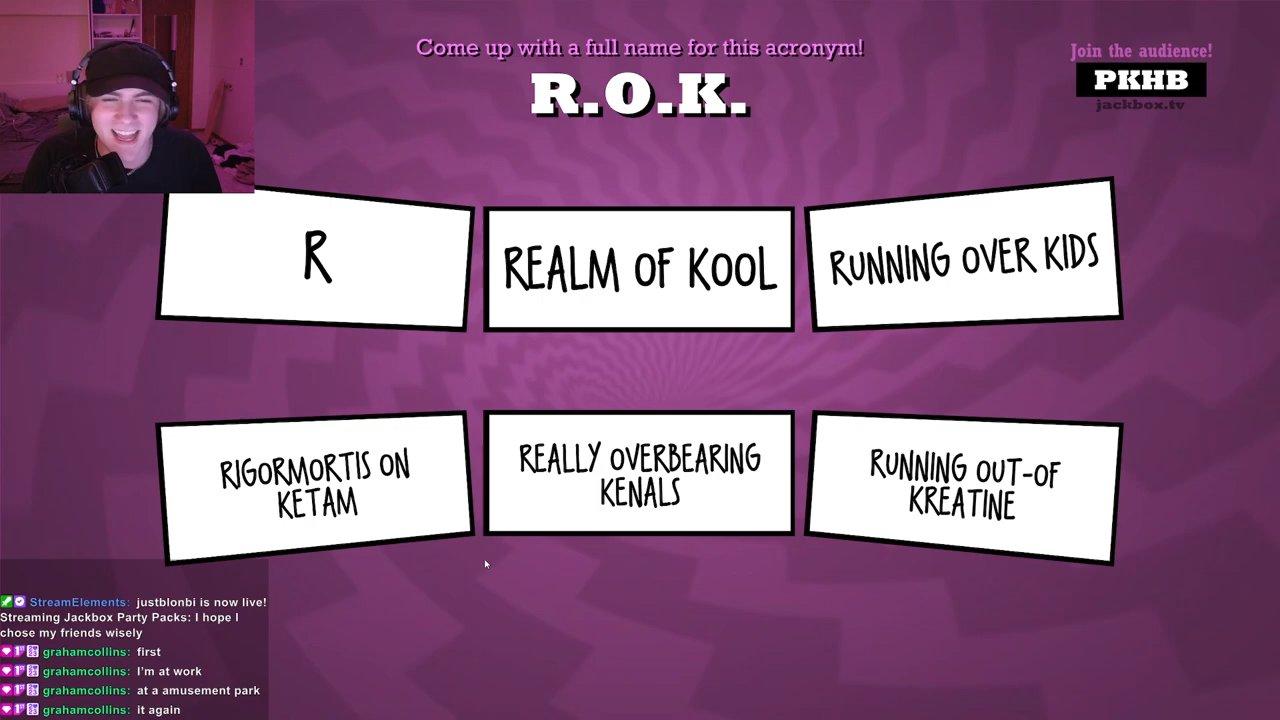 Come up with a full name for this acronym!
R.O.K.
Join the audience!
PKHB
jackbox.tv
R
REALM OF KOOL
RUNNING OVER KIDS
RIGORMORTIS ON
KETAM
REALLY OVERBEARING
KENALS
RUNNING OUT-OF
KREATINE
StreamElements: justblonbi is now live!
Streaming Jackbox Party Packs: I hope I
chose my friends wisely
grahamcollins: first
grahamcollins: I'm at work
grahamcollins: at a amusement park
grahamcollins: it again